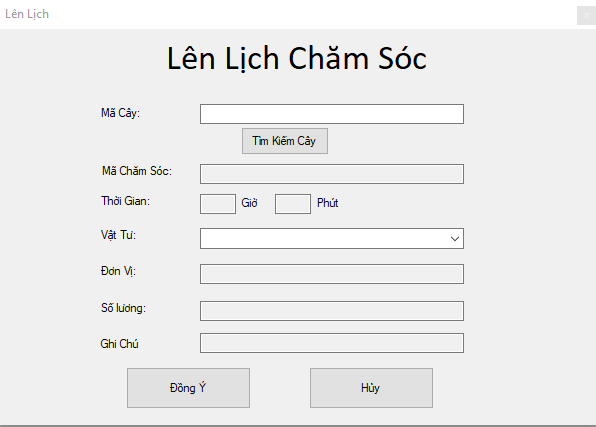 Lên Lịch
Lên Lịch Chăm Sóc
Mã Cây:
Tìm Kiếm Cây
Mã Chăm Sóc:
Thời Gian: Giờ Phút
Vật Tư:
Đơn Vị:
Số lương:
Ghi Chú
Đồng Ý Hủy